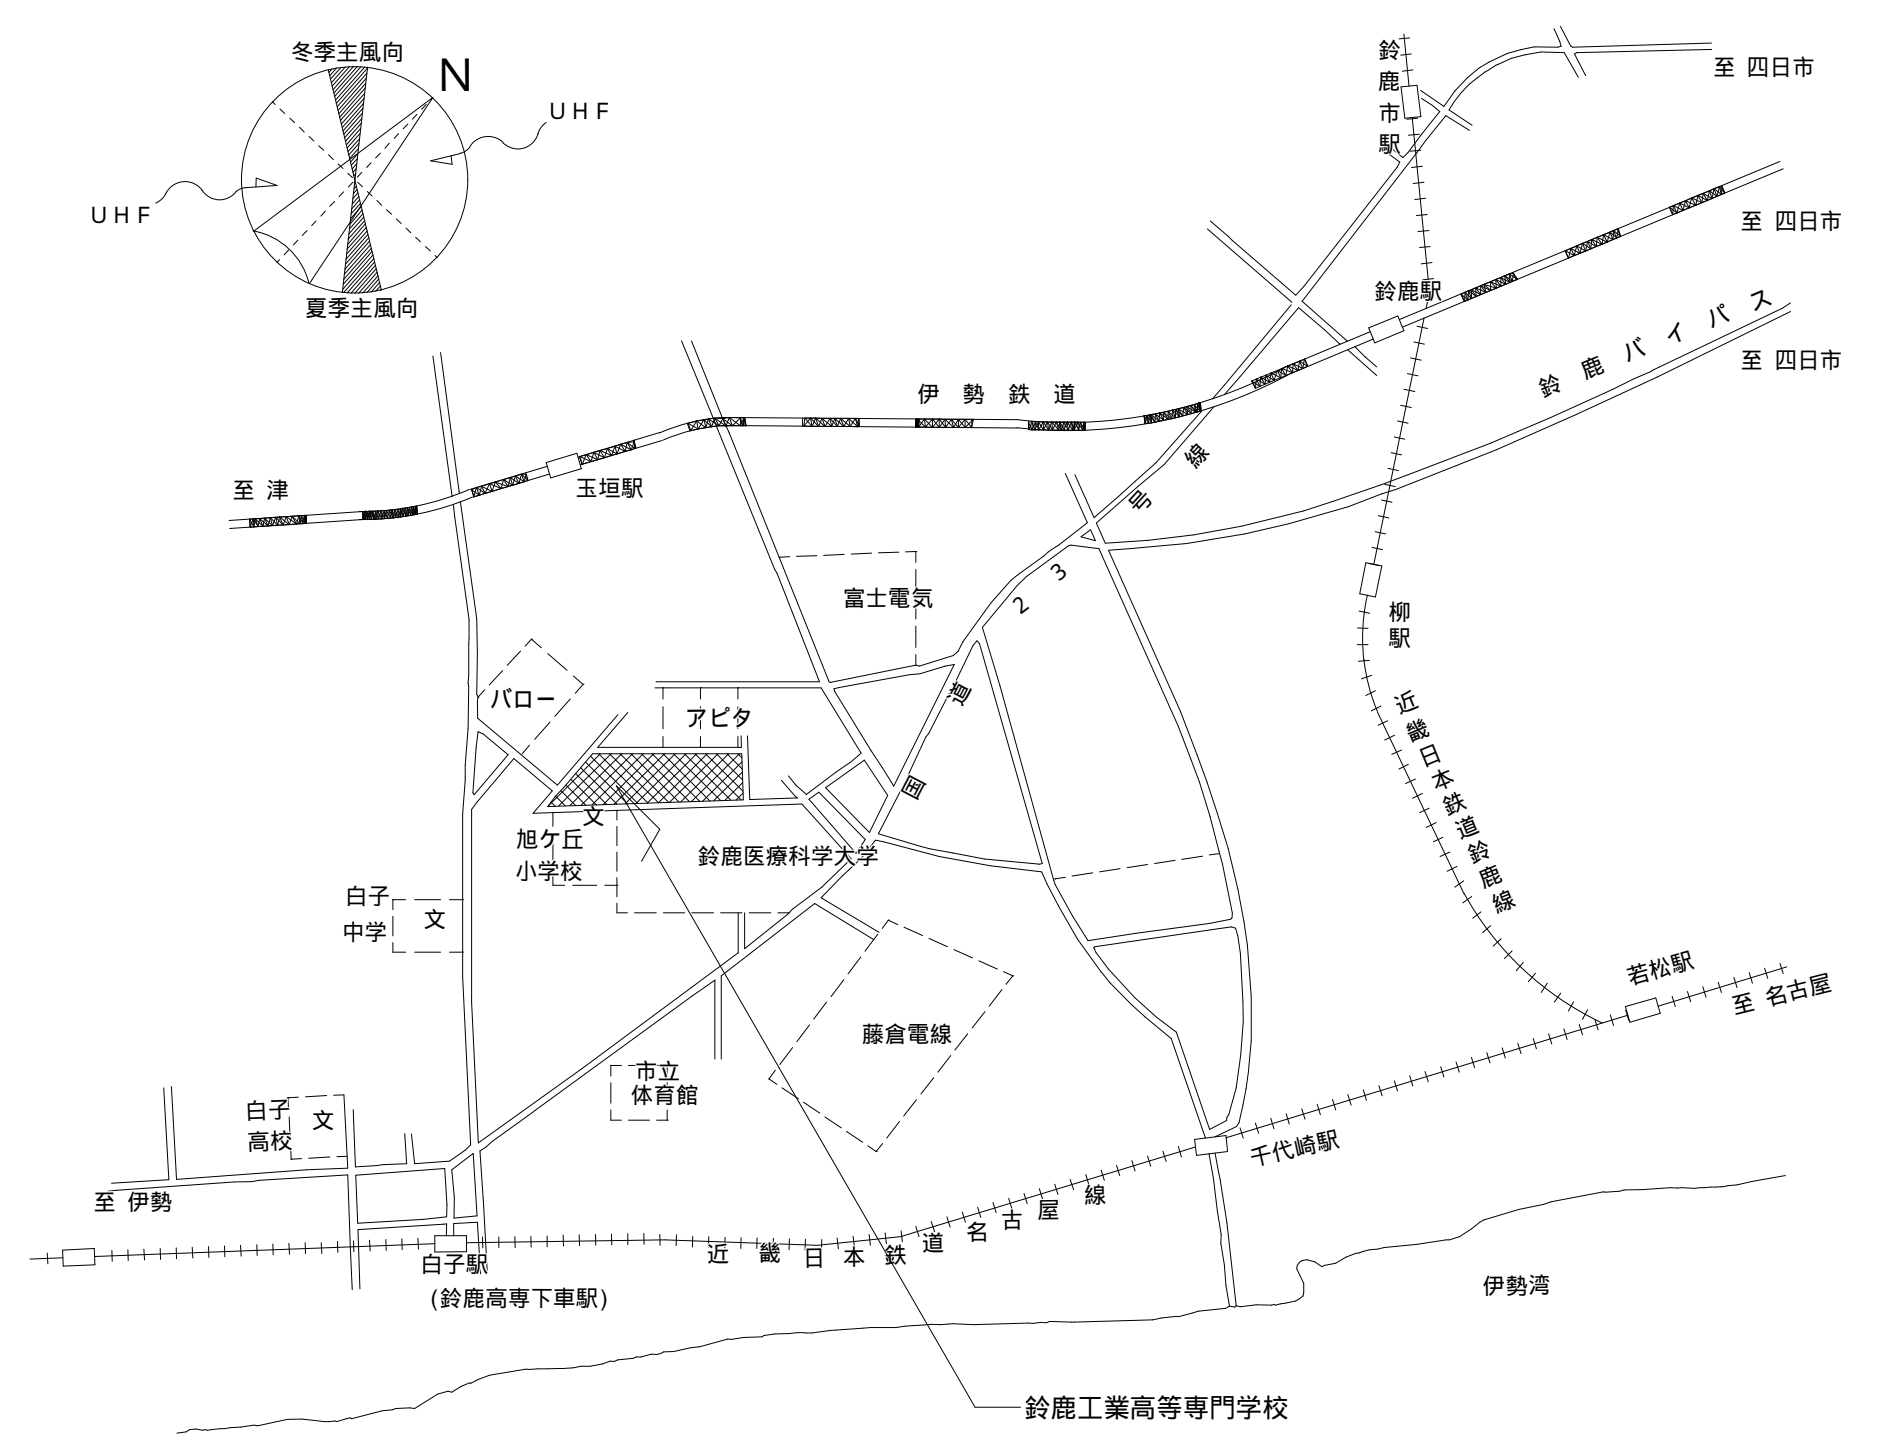 冬季主風向
N
UHF
UHF
夏季主風向
鈴鹿市駅
至 四日市
至 四日市
鈴鹿駅
鈴鹿バイパス
至 四日市
伊勢鉄道
至 津
玉垣駅
国道23号線
富士電気
柳駅
バロー
アピタ
近畿日本鉄道鈴鹿線
文
旭ケ丘
小学校
鈴鹿医療科学大学
白子
中学
文
若松駅
至 名古屋
藤倉電線
市立
体育館
白子
高校
文
千代崎駅
至 伊勢
近畿日本鉄道名古屋線
白子駅
(鈴鹿高専下車駅)
伊勢湾
鈴鹿工業高等専門学校